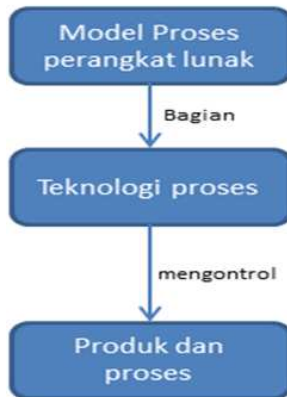 Model Proses
perangkat lunak
Bagian
Teknologi proses
mengontrol
Produk dan
proses